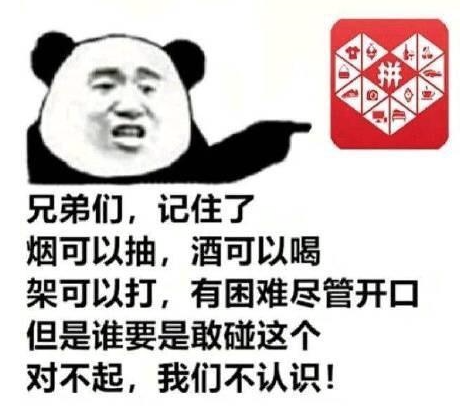 拼
兄弟们，记住了
烟可以抽，酒可以喝
架可以打，有困难尽管开口
但是谁要是敢碰这个
对不起，我们不认识！